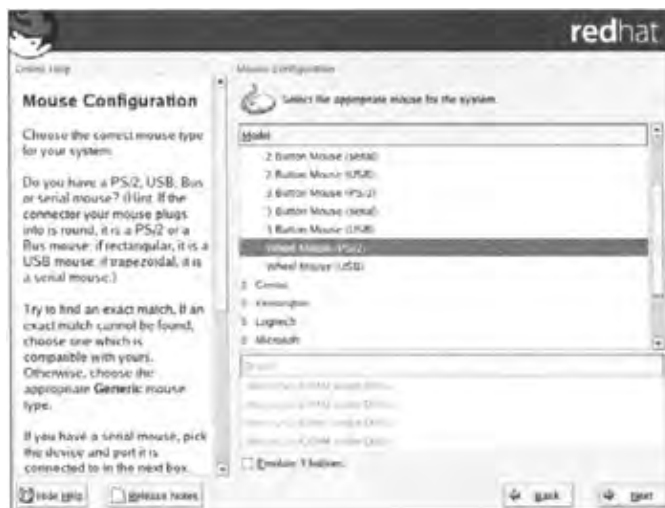 redhat
Online Help
Mouse Configuration
Choose the correct mouse type
for your system.
Do you have a PS/2, USB, Bus
or serial mouse? (Hint: If the
connector your mouse plugs
into is round, it is a PS/2 or a
Bus mouse; if rectangular, it is a
USB mouse; if trapezoidal, it is
a serial mouse.)
Try to find an exact match. If an
exact match cannot be found,
choose one which is
compatible with yours.
Otherwise, choose the
appropriate Generic mouse
type.
If you have a serial mouse, pick
the device and port it is
connected to in the next box.
Hide Help
Release Notes
Mouse Configuration
Select the appropriate mouse for the system.
Model
2 Button Mouse (serial)
2 Button Mouse (USB)
3 Button Mouse (PS/2)
3 Button Mouse (serial)
3 Button Mouse (USB)
Wheel Mouse (PS/2)
Wheel Mouse (USB)
Genius
Kensington
Logitech
Microsoft
Device
Emulate 3 buttons
Back
Next